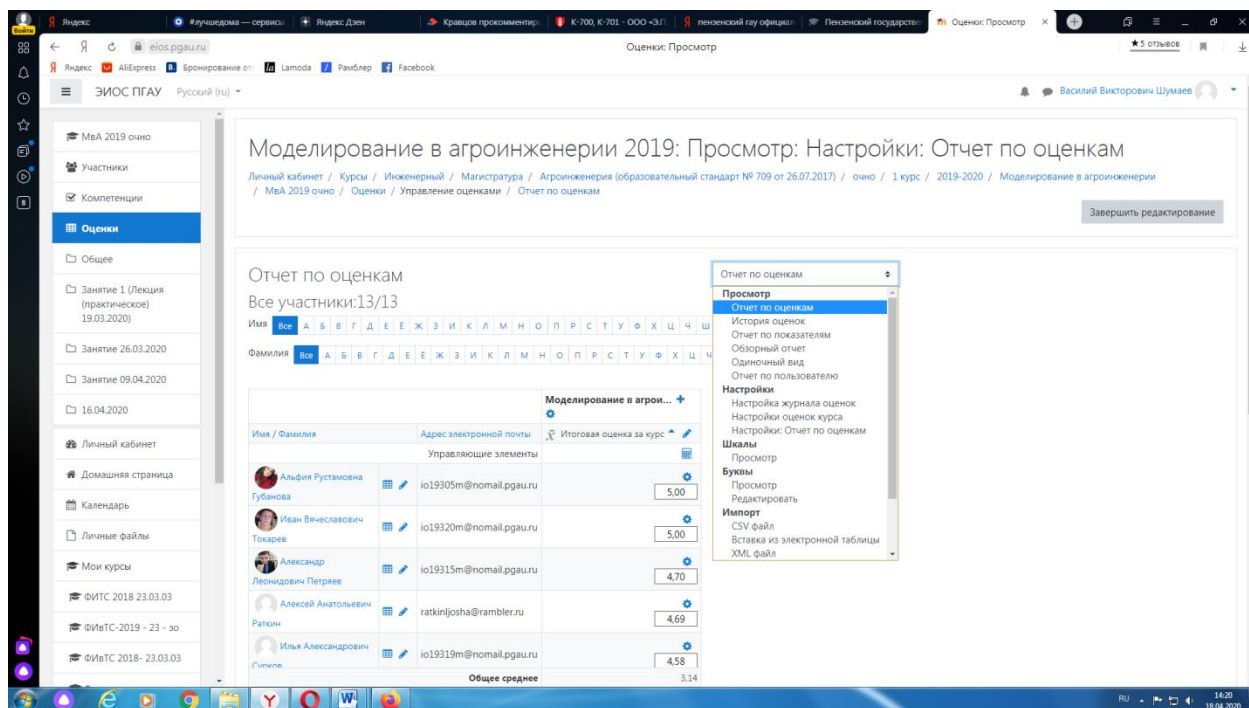 Войти
Яндекс
#лучшедома — сервисы
Яндекс Дзен
Кравцов прокомментир
К-700, К-701 - ООО «ЗЛ
пензенский гау официал
Пензенский государстве
Оценки: Просмотр
eios.pgau.ru
Оценки: Просмотр
★5 отзывов
Яндекс
AliExpress
Бронирование от
Lamoda
Рамблер
Facebook
ЭИОС ПГАУ Русский (ru)
Василий Викторович Шумаев
МвА 2019 очно
Участники
Компетенции
Оценки
Общее
Занятие 1 (Лекция
(практическое)
19.03.2020)
Занятие 26.03.2020
Занятие 09.04.2020
16.04.2020
Личный кабинет
Домашняя страница
Календарь
Личные файлы
Мои курсы
ФИТС 2018 23.03.03
ФИвТС-2019 - 23 - зо
ФИвТС 2018- 23.03.03
Моделирование в агроинженерии 2019: Просмотр: Настройки: Отчет по оценкам
Личный кабинет / Курсы / Инженерный / Магистратура / Агроинженерия (образовательный стандарт № 709 от 26.07.2017) / очно / 1 курс / 2019-2020 / Моделирование в агроинженерии
/ МвА 2019 очно / Оценки / Управление оценками / Отчет по оценкам
Завершить редактирование
Отчет по оценкам
Все участники:13/13
Имя Все А Б В Г Д Е Ё Ж З И К Л М Н О П Р С Т У Ф Х Ц Ч Ш
Фамилия Все А Б В Г Д Е Ё Ж З И К Л М Н О П Р С Т У Ф Х Ц Ч
Моделирование в агрои...
Имя / Фамилия Адрес электронной почты x̄ Итоговая оценка за курс
Управляющие элементы
Альфия Рустамовна
Губанова
io19305m@nomail.pgau.ru
5,00
Иван Вячеславович
Токарев
io19320m@nomail.pgau.ru
5,00
Александр
Леонидович Петряев
io19315m@nomail.pgau.ru
4,70
Алексей Анатольевич
Раткин
ratkinljosha@rambler.ru
4,69
Илья Александрович
Сурков
io19319m@nomail.pgau.ru
4,58
Общее среднее 3,14
Отчет по оценкам
Просмотр
Отчет по оценкам
История оценок
Отчет по показателям
Обзорный отчет
Одиночный вид
Отчет по пользователю
Настройки
Настройка журнала оценок
Настройки оценок курса
Настройки: Отчет по оценкам
Шкалы
Просмотр
Буквы
Просмотр
Редактировать
Импорт
CSV файл
Вставка из электронной таблицы
XML файл
RU
14:20
18.04.2020